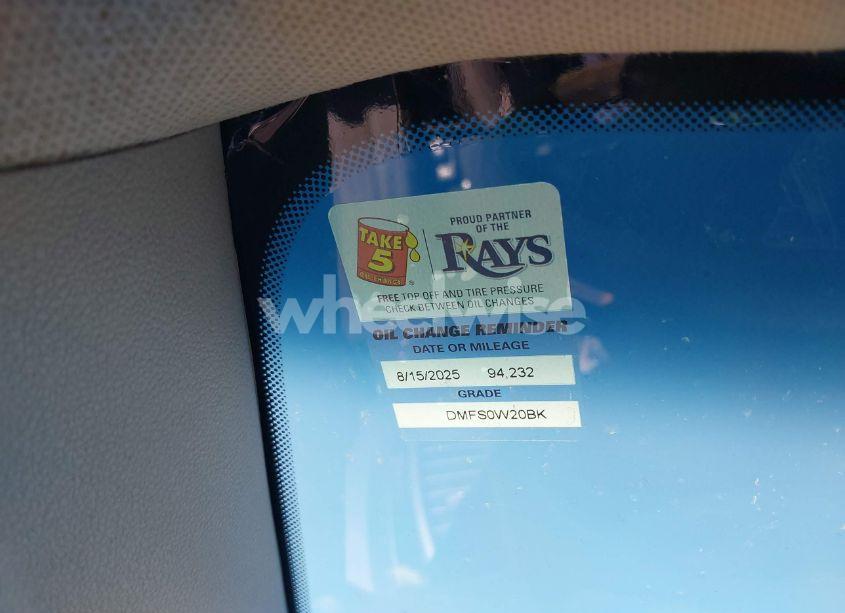 PROUD PARTNER
OF THE
TAKE
5
OIL CHANGE
RAYS
FREE TOP OFF AND TIRE PRESSURE
CHECK BETWEEN OIL CHANGES
wheelwise
OIL CHANGE REMINDER
DATE OR MILEAGE
8/15/2025 94,232
GRADE
DMFS0W20BK